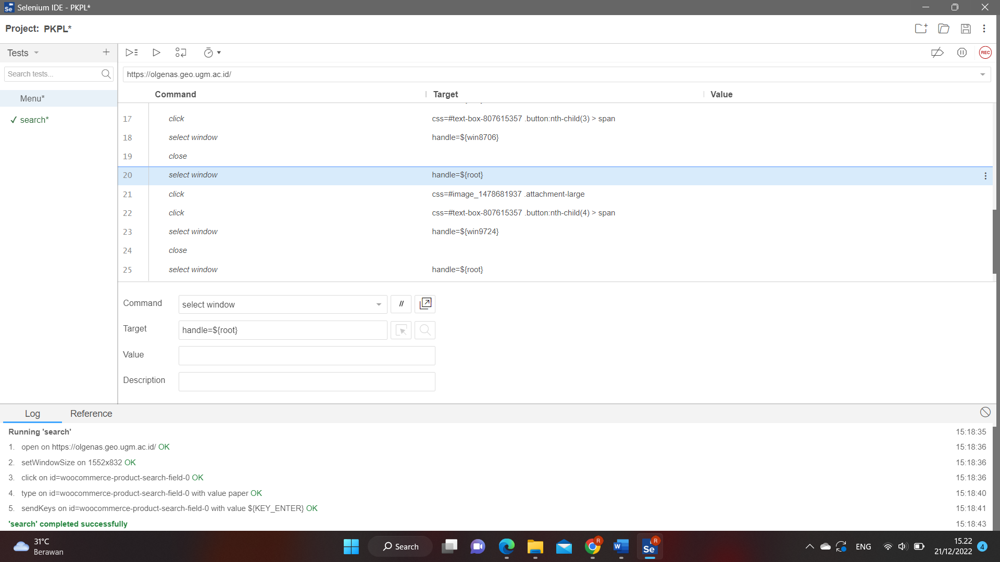 Selenium IDE - PKPL*
Project: PKPL*
Tests
Search tests...
Menu*
✓ search*
REC
https://olgenas.geo.ugm.ac.id/
Command Target Value
17 click css=#text-box-807615357 .button:nth-child(3) > span
18 select window handle=${win8706}
19 close
20 select window handle=${root}
21 click css=#image_1478681937 .attachment-large
22 click css=#text-box-807615357 .button:nth-child(4) > span
23 select window handle=${win9724}
24 close
25 select window handle=${root}
Command select window //
Target handle=${root}
Value
Description
Log Reference
Running 'search' 15:18:35
1. open on https://olgenas.geo.ugm.ac.id/ OK 15:18:36
2. setWindowSize on 1552x832 OK 15:18:36
3. click on id=woocommerce-product-search-field-0 OK 15:18:36
4. type on id=woocommerce-product-search-field-0 with value paper OK 15:18:40
5. sendKeys on id=woocommerce-product-search-field-0 with value ${KEY_ENTER} OK 15:18:41
'search' completed successfully 15:18:43
31°C
Berawan
Search
R
W
Se
R
ENG
15.22
21/12/2022
4